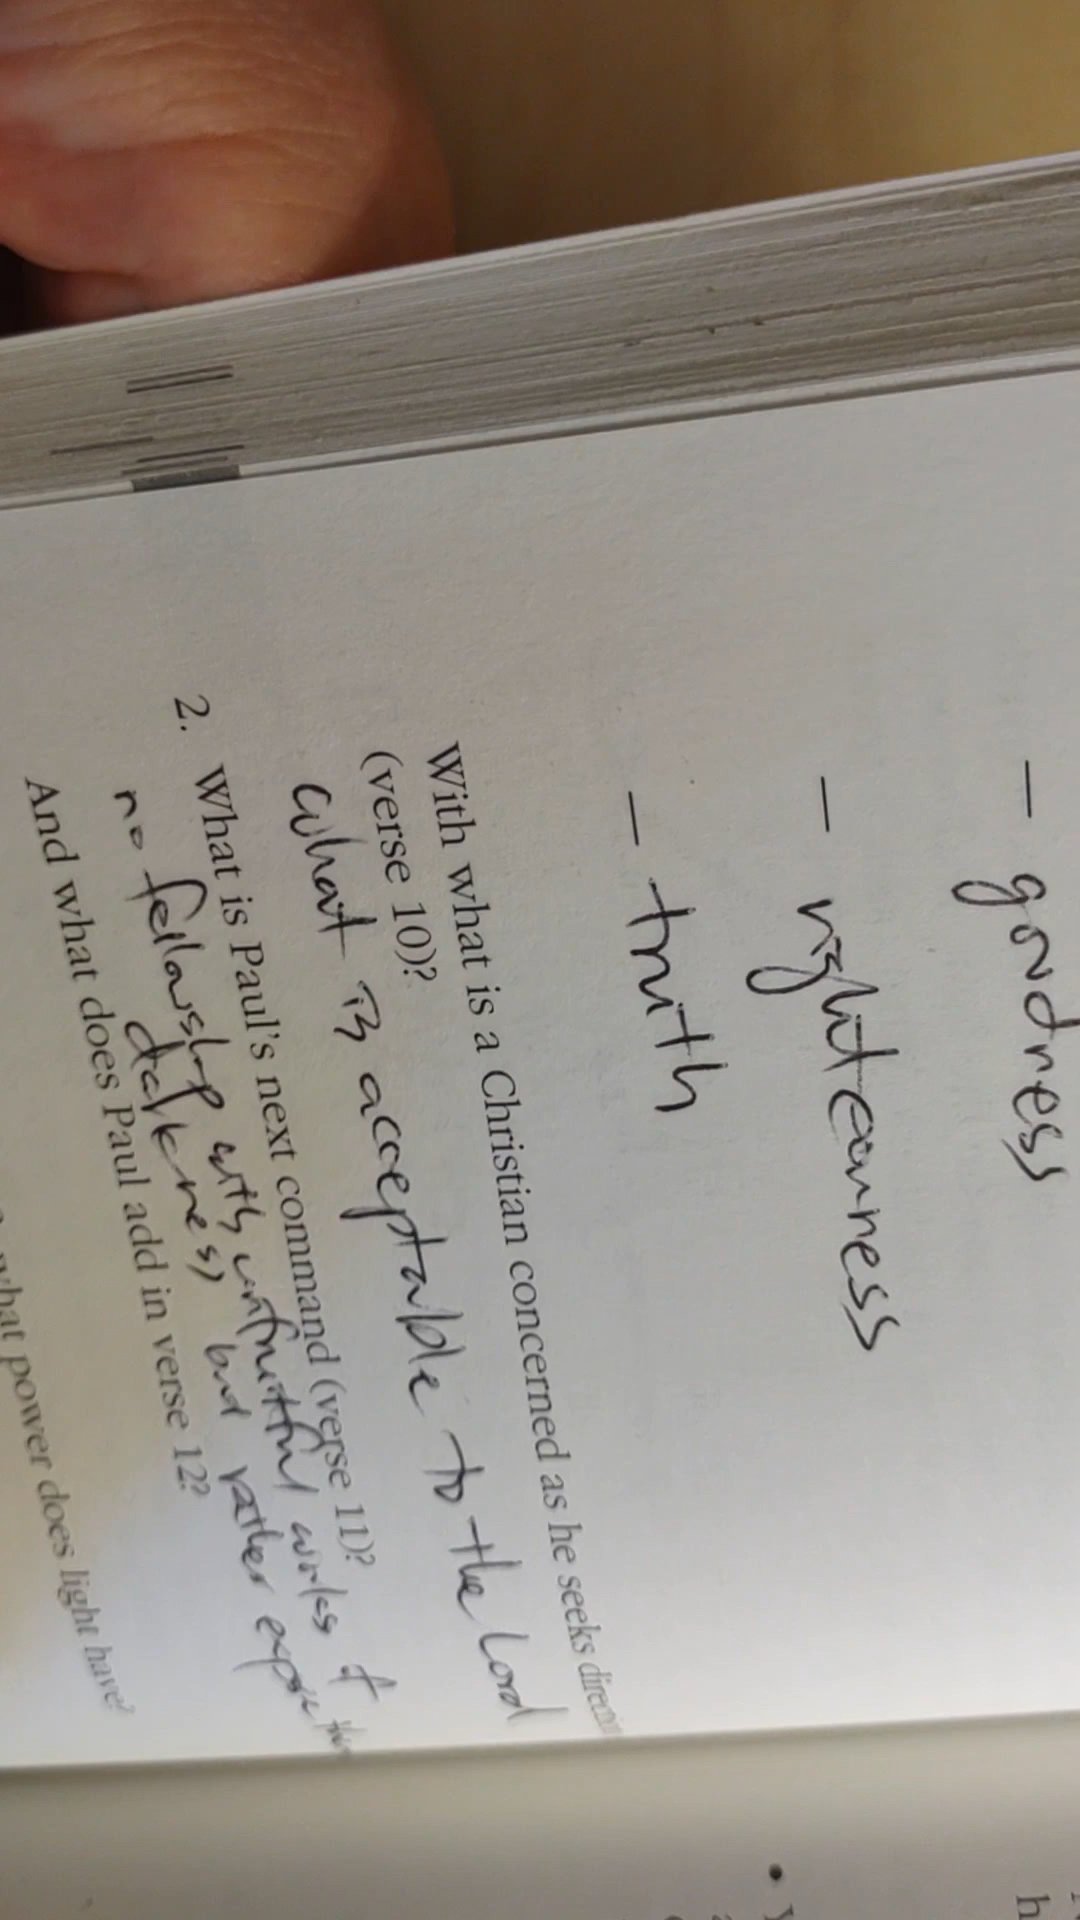 - goodness
- righteousness
- truth
With what is a Christian concerned as he seeks
(verse 10)?
what is acceptable to the Lord
2. What is Paul's next command (verse 11)?
no fellowship with unfruitful works of
darkness, but rather expose
And what does Paul add in verse 12?
what power does light have?